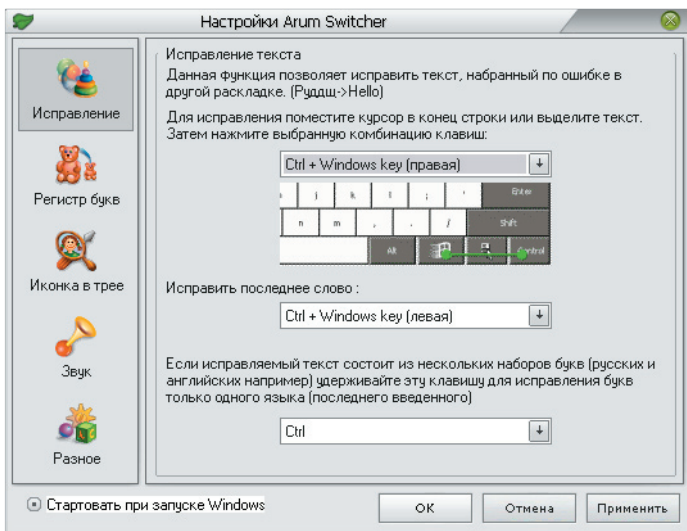 Настройки Arum Switcher
Исправление
Регистр букв
Иконка в трее
Звук
Разное
Исправление текста
Данная функция позволяет исправить текст, набранный по ошибке в
другой раскладке. (Руддщ->Hello)
Для исправления поместите курсор в конец строки или выделите текст.
Затем нажмите выбранную комбинацию клавиш:
Ctrl + Windows key (правая)
j k l ; ' Enter
n m , . / Shift
Alt Control
Исправить последнее слово :
Ctrl + Windows key (левая)
Если исправляемый текст состоит из нескольких наборов букв (русских и
английских например) удерживайте эту клавишу для исправления букв
только одного языка (последнего введенного)
Ctrl
Стартовать при запуске Windows
OK Отмена Применить